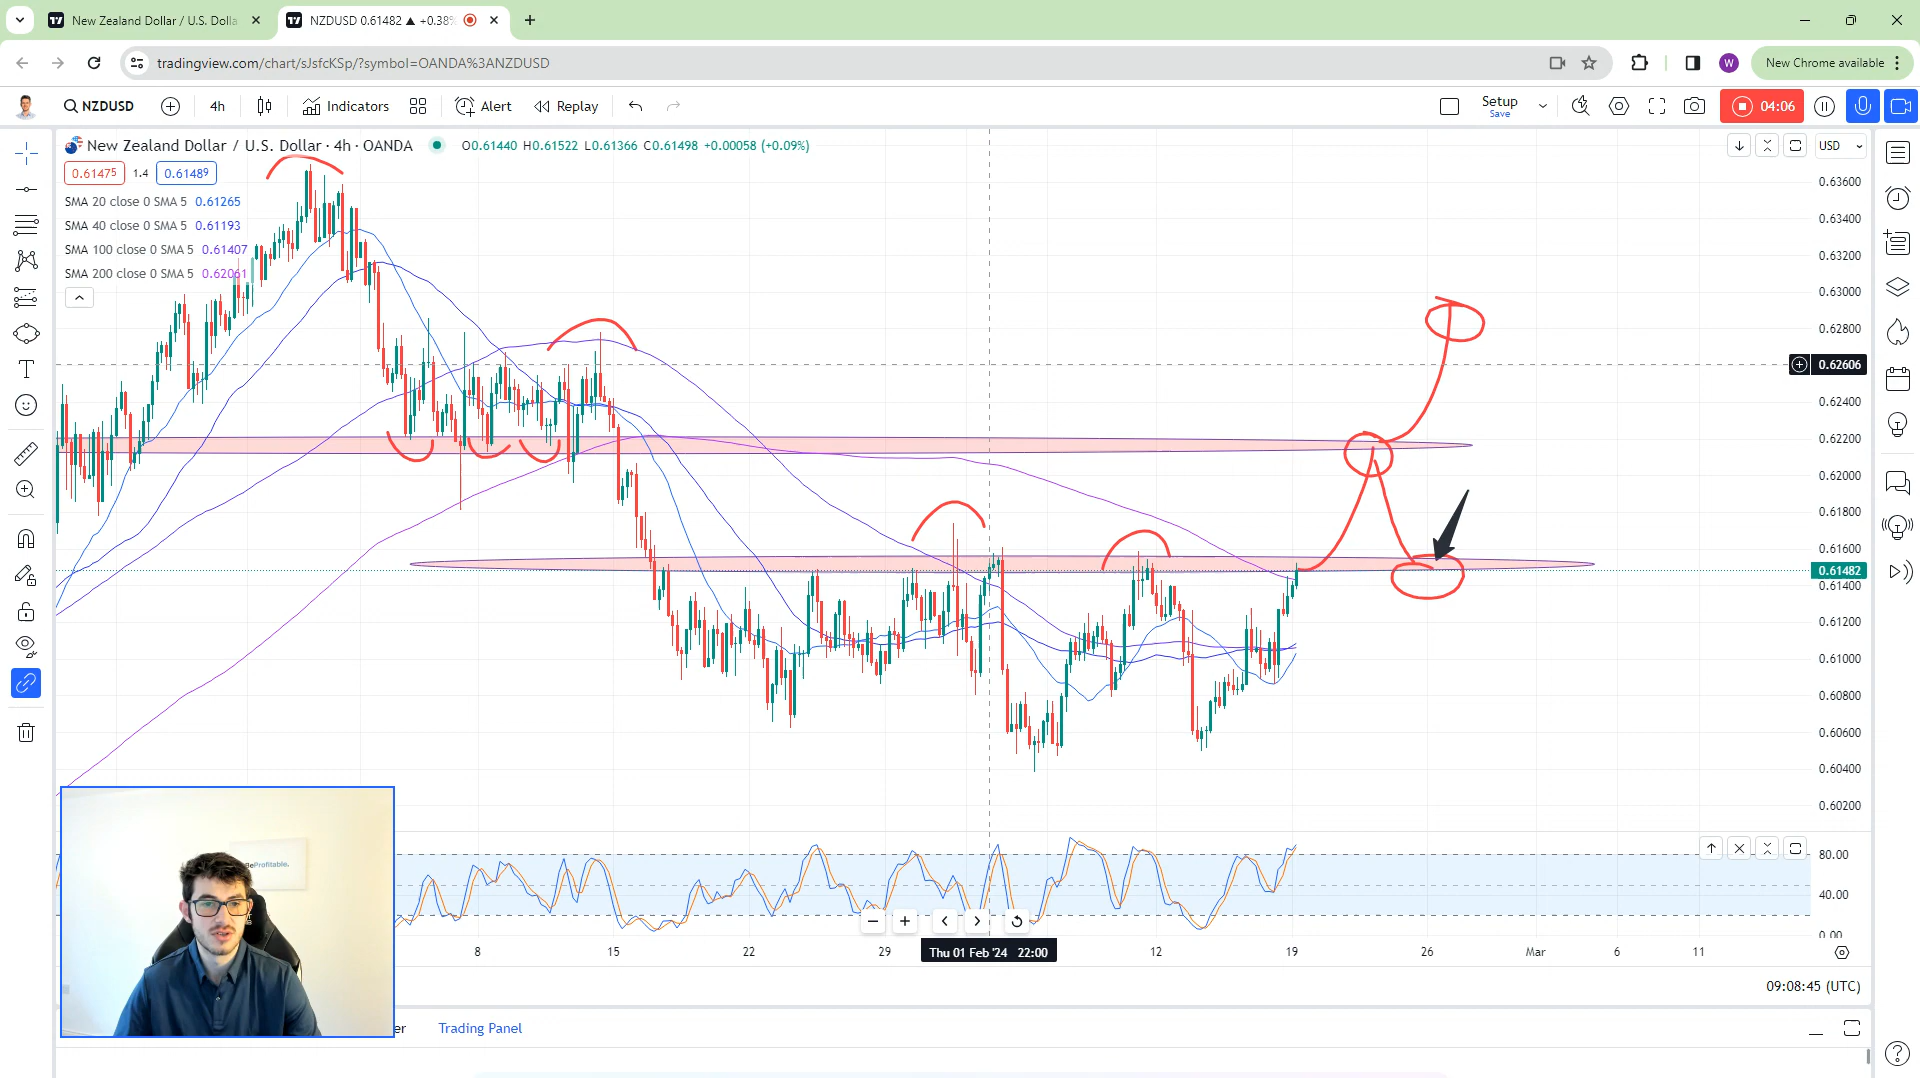 New Zealand Dollar / U.S. Dolla
NZDUSD 0.61482 ▲ +0.38%
tradingview.com/chart/sJsfcKSp/?symbol=OANDA%3ANZDUSD
W
New Chrome available
NZDUSD
4h
Indicators
Alert
Replay
Setup
Save
04:06
New Zealand Dollar / U.S. Dollar · 4h · OANDA
O0.61440 H0.61522 L0.61366 C0.61498 +0.00058 (+0.09%)
USD
0.61475
1.4
0.61489
SMA 20 close 0 SMA 5 0.61265
SMA 40 close 0 SMA 5 0.61193
SMA 100 close 0 SMA 5 0.61407
SMA 200 close 0 SMA 5 0.62061
0.63600
0.63400
0.63200
0.63000
0.62800
0.62606
0.62400
0.62200
0.62000
0.61800
0.61600
0.61482
0.61400
0.61200
0.61000
0.60800
0.60600
0.60400
0.60200
80.00
40.00
0.00
BeProfitable.
8
15
22
29
Thu 01 Feb '24 22:00
12
19
26
Mar
6
11
09:08:45 (UTC)
er
Trading Panel